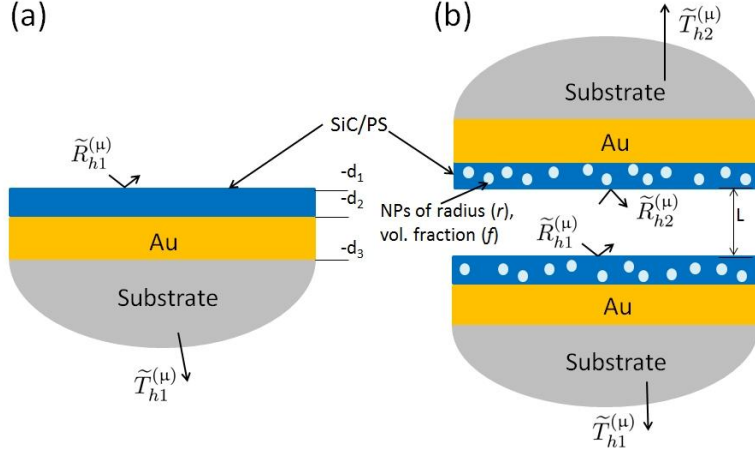 (a)
R̃h1(μ)
SiC/PS
-d1
-d2
Au
-d3
Substrate
T̃h1(μ)
(b)
T̃h2(μ)
Substrate
Au
NPs of radius (r),
vol. fraction (f)
R̃h2(μ)
L
R̃h1(μ)
Au
Substrate
T̃h1(μ)